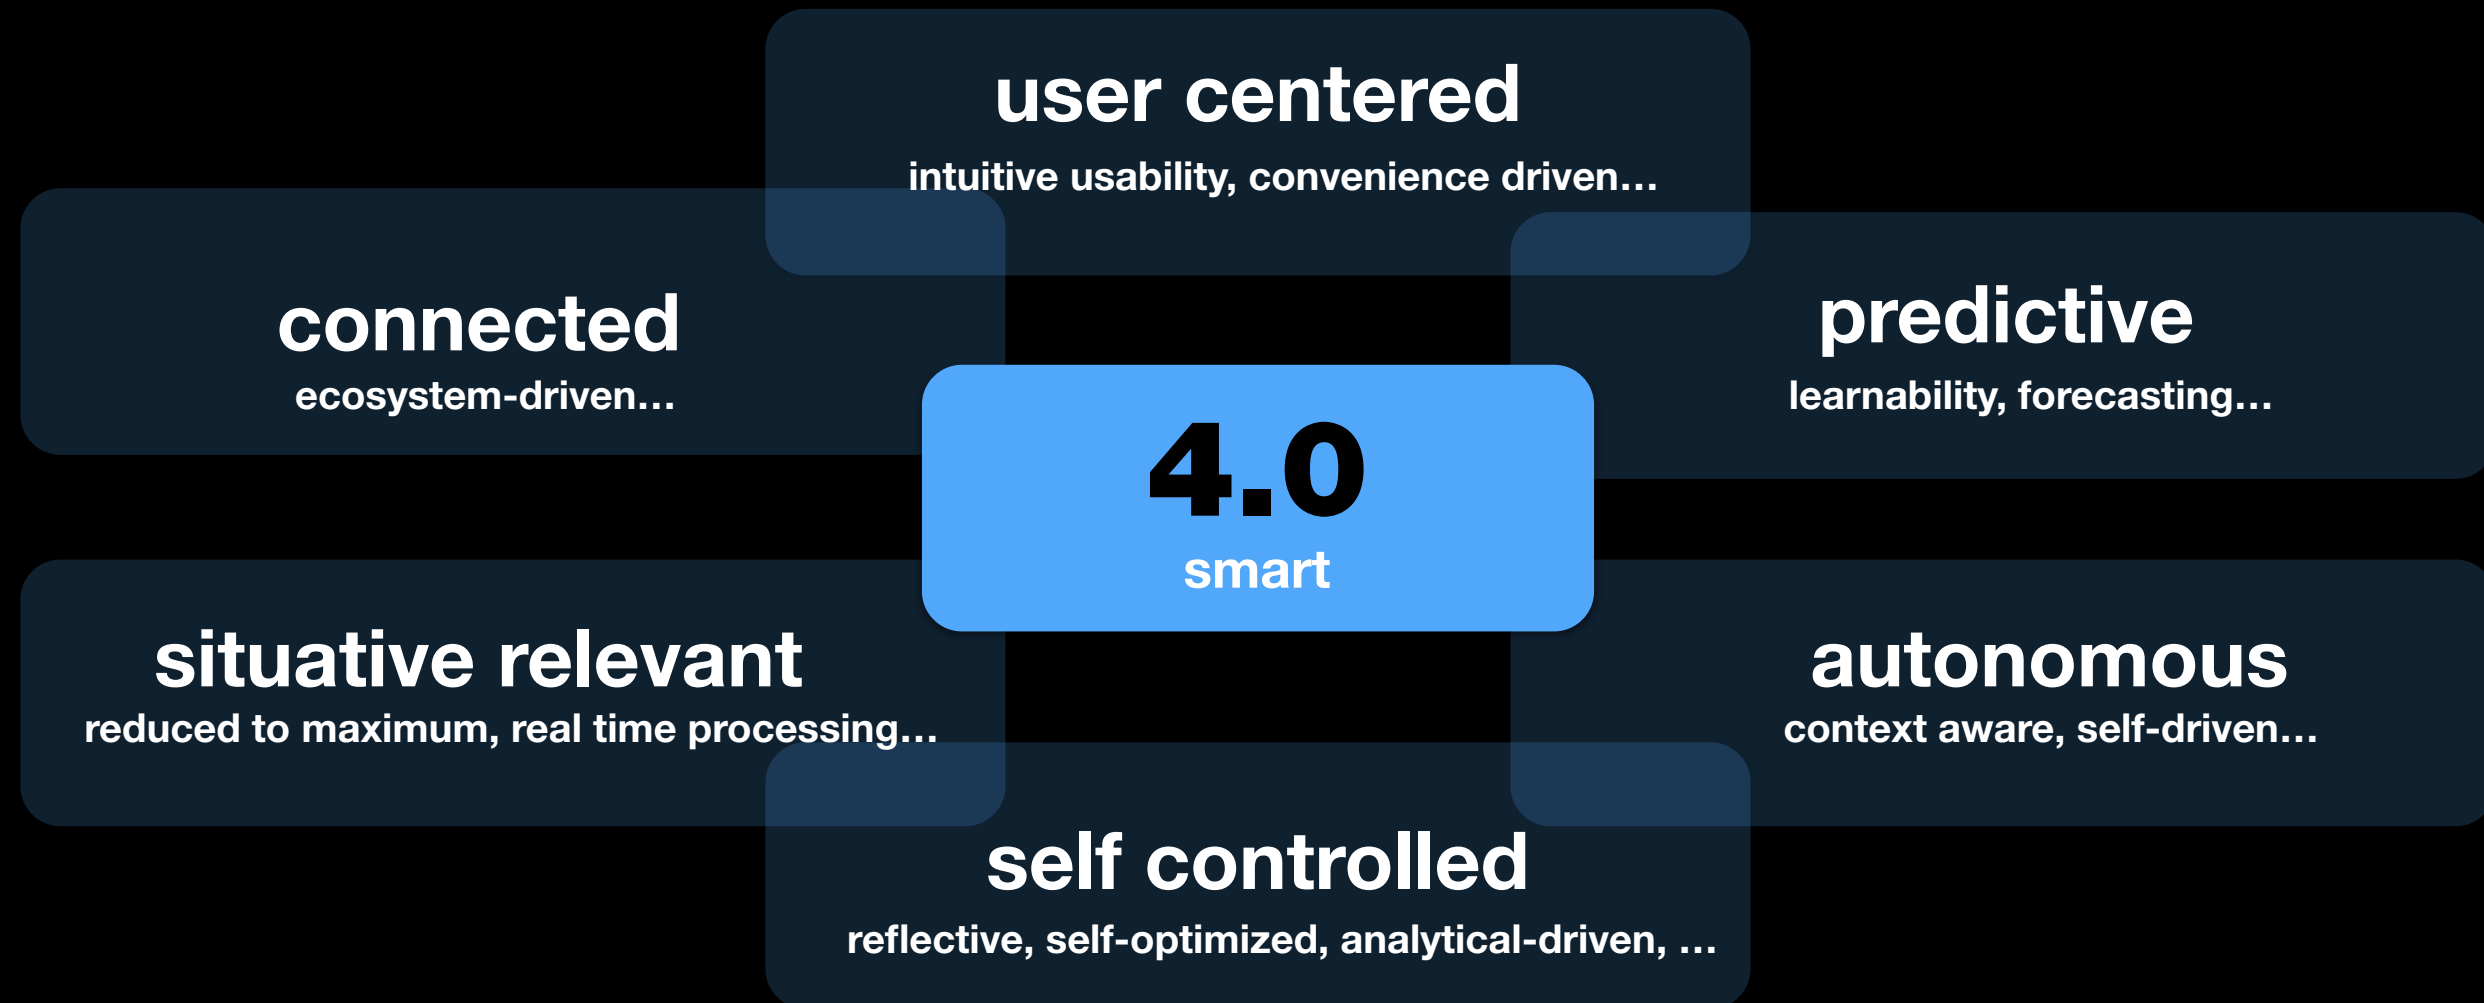 user centered
intuitive usability, convenience driven…
connected
ecosystem-driven…
predictive
learnability, forecasting…
4.0
smart
situative relevant
reduced to maximum, real time processing…
autonomous
context aware, self-driven…
self controlled
reflective, self-optimized, analytical-driven, …